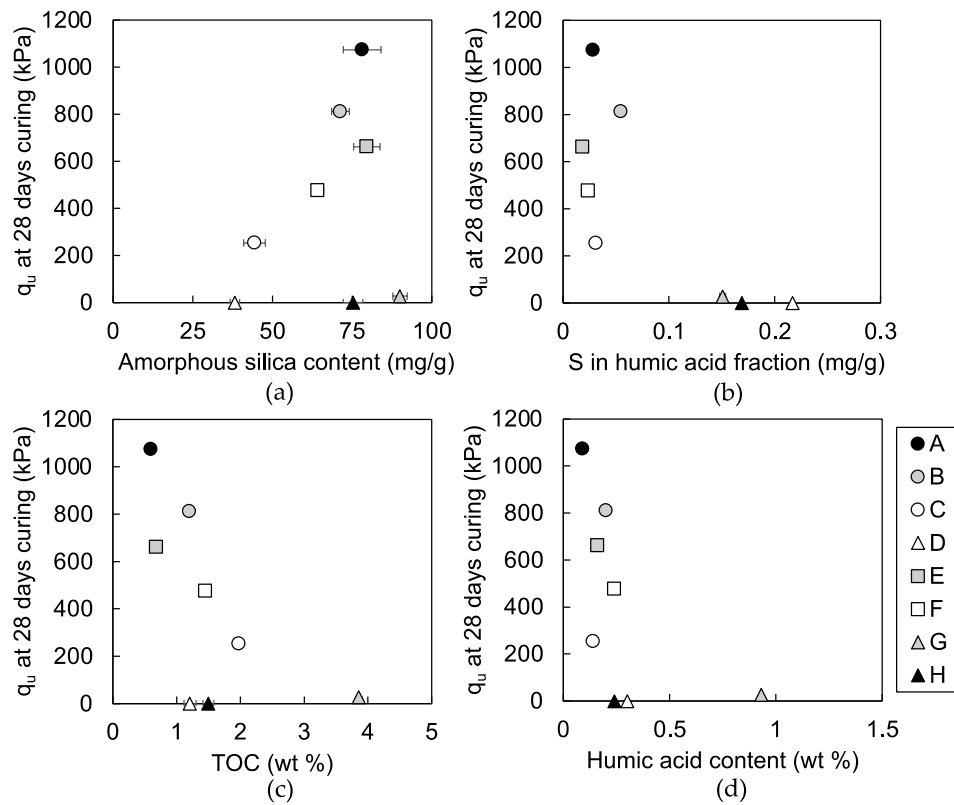 1200
1000
800
600
400
200
0
qu at 28 days curing (kPa)
0 25 50 75 100
Amorphous silica content (mg/g)
(a)
1200
1000
800
600
400
200
0
qu at 28 days curing (kPa)
0 0.1 0.2 0.3
S in humic acid fraction (mg/g)
(b)
1200
1000
800
600
400
200
0
qu at 28 days curing (kPa)
0 1 2 3 4 5
TOC (wt %)
(c)
1200
1000
800
600
400
200
0
qu at 28 days curing (kPa)
0 0.5 1 1.5
Humic acid content (wt %)
(d)
A
B
C
D
E
F
G
H